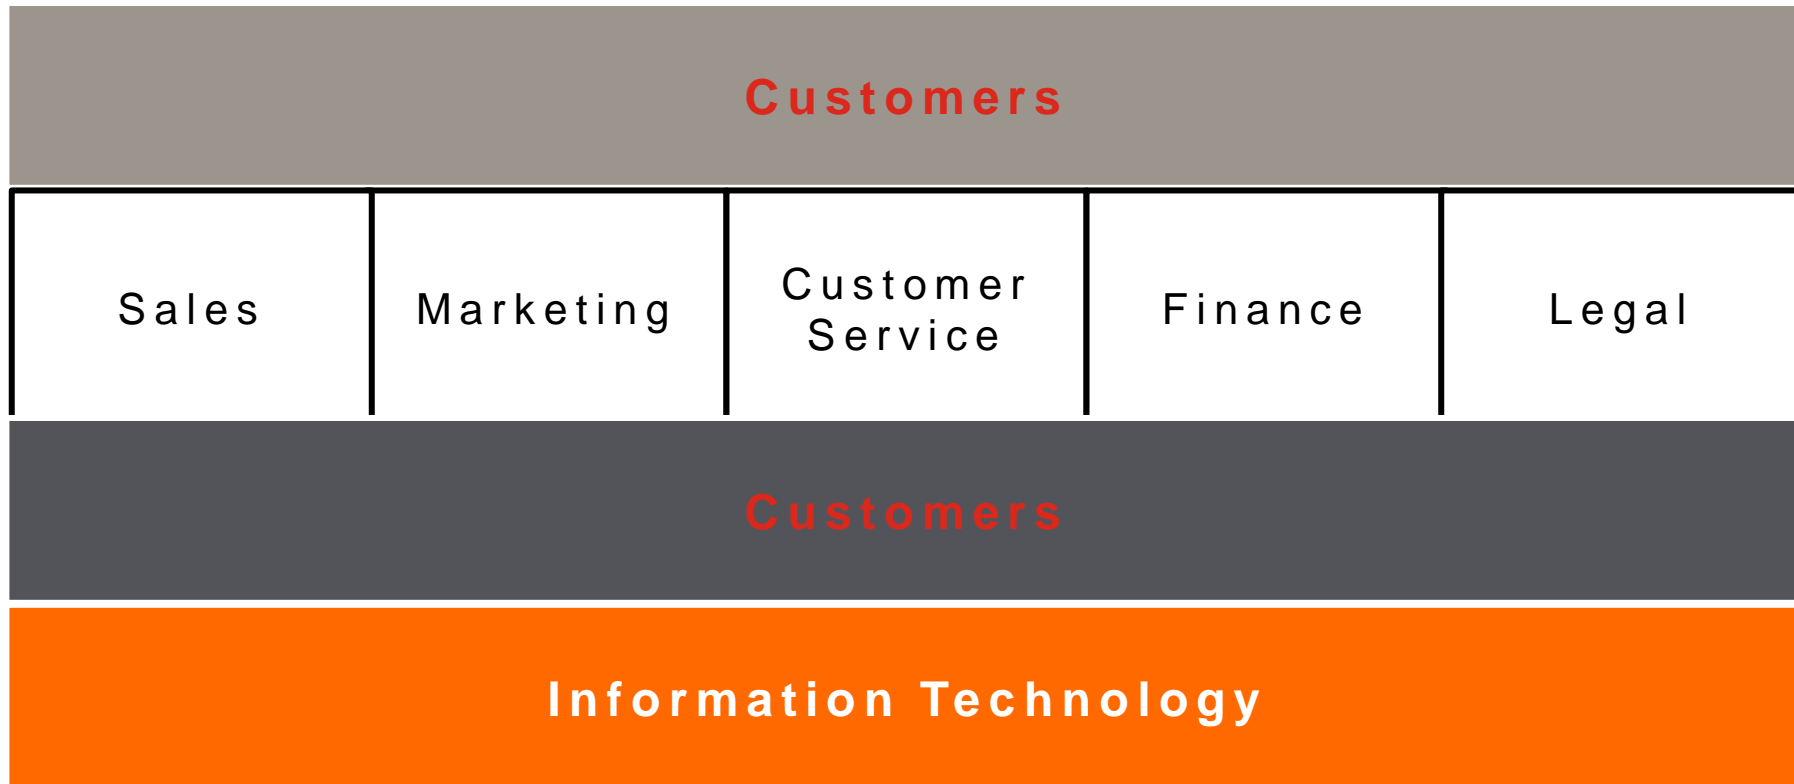 Customers
Sales
Marketing
Customer
Service
Finance
Legal
Customers
Information Technology